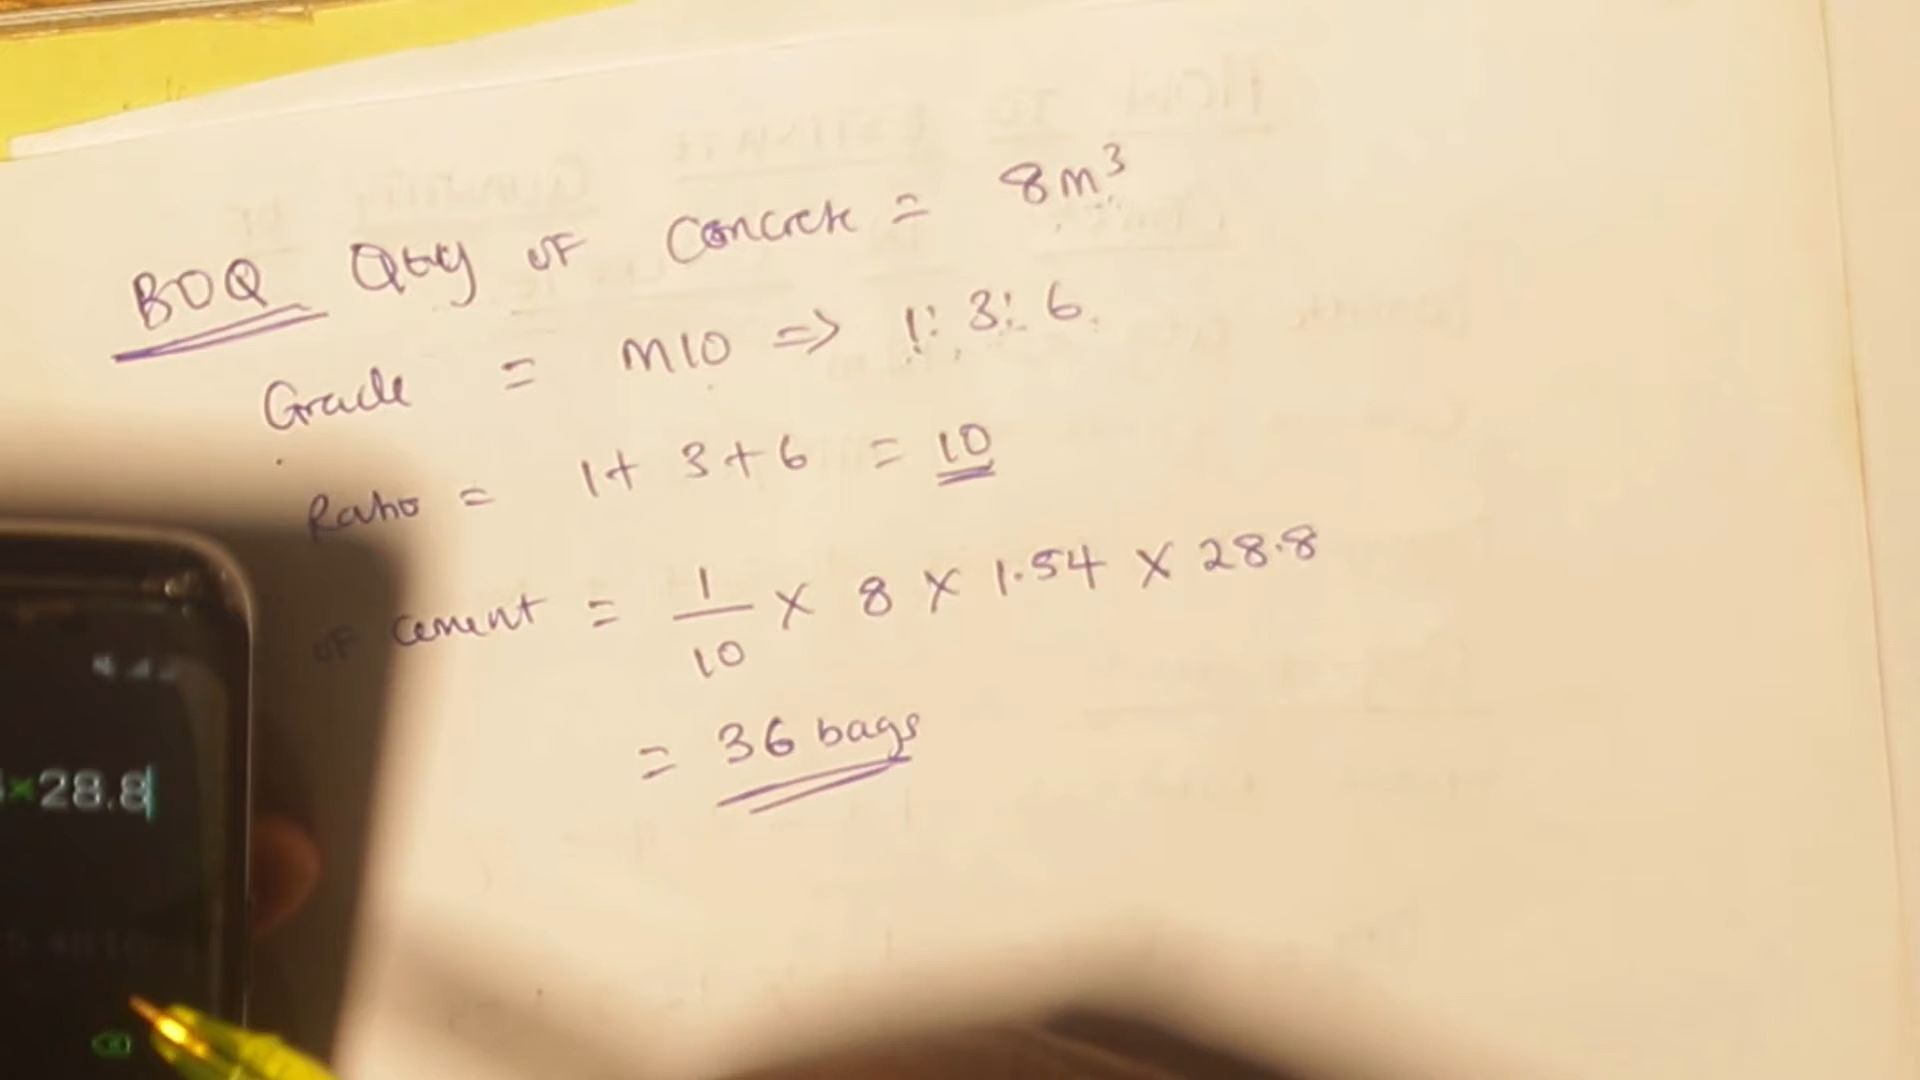 BOQ Qty of Concrete = 8m³
Grade = M10 => 1:3:6.
Ratio = 1+3+6 = 10
of cement = 1/10 × 8 × 1.54 × 28.8
= 36 bags
×28.8